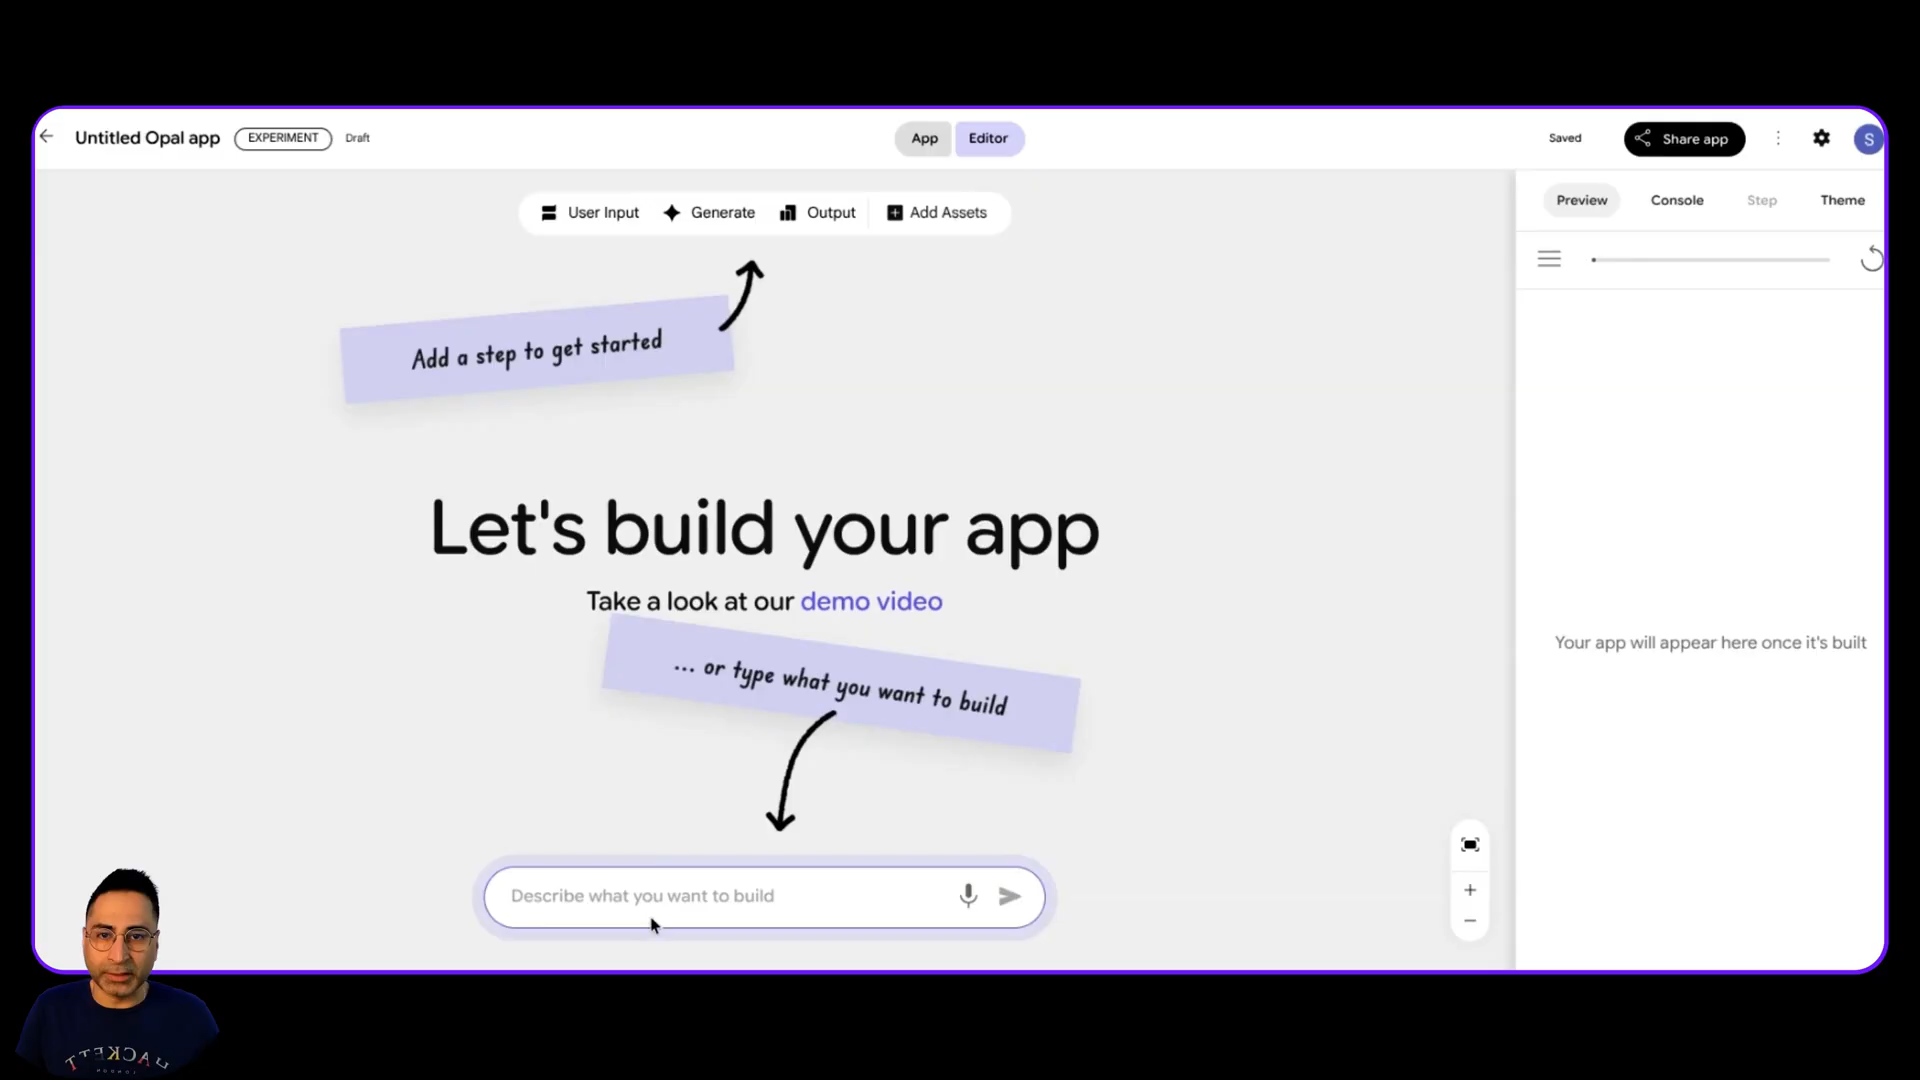 Untitled Opal app
EXPERIMENT
Draft
App
Editor
Saved
Share app
S
User Input
Generate
Output
Add Assets
Preview
Console
Step
Theme
Add a step to get started
Let's build your app
Take a look at our demo video
... or type what you want to build
Your app will appear here once it's built
Describe what you want to build
HACKETT
LONDON